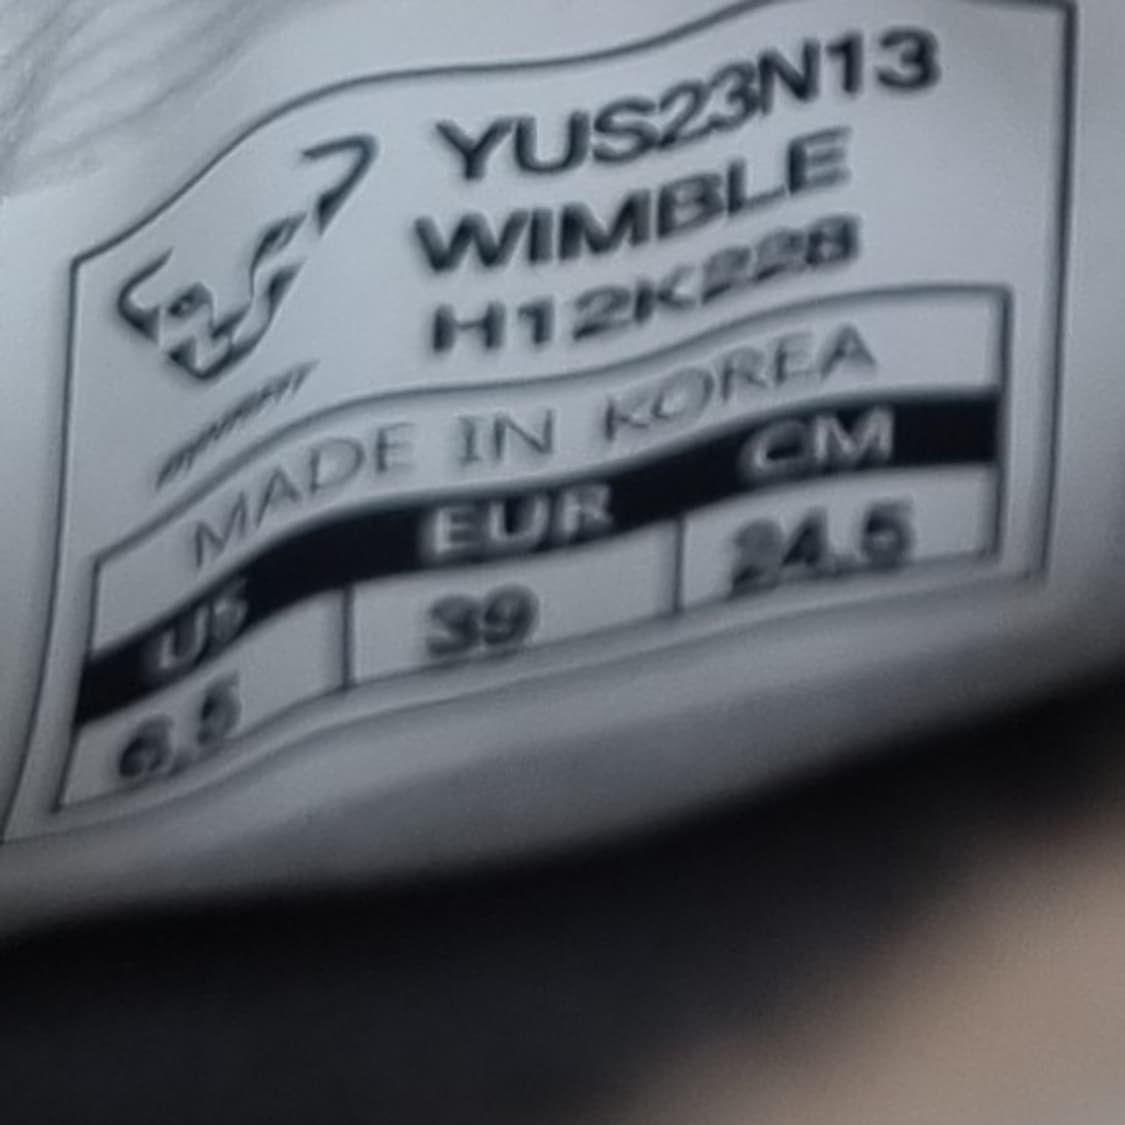 YUS23N13
WIMBLE
H12K228
MADE IN KOREA
US EUR CM
6.5 39 24.5